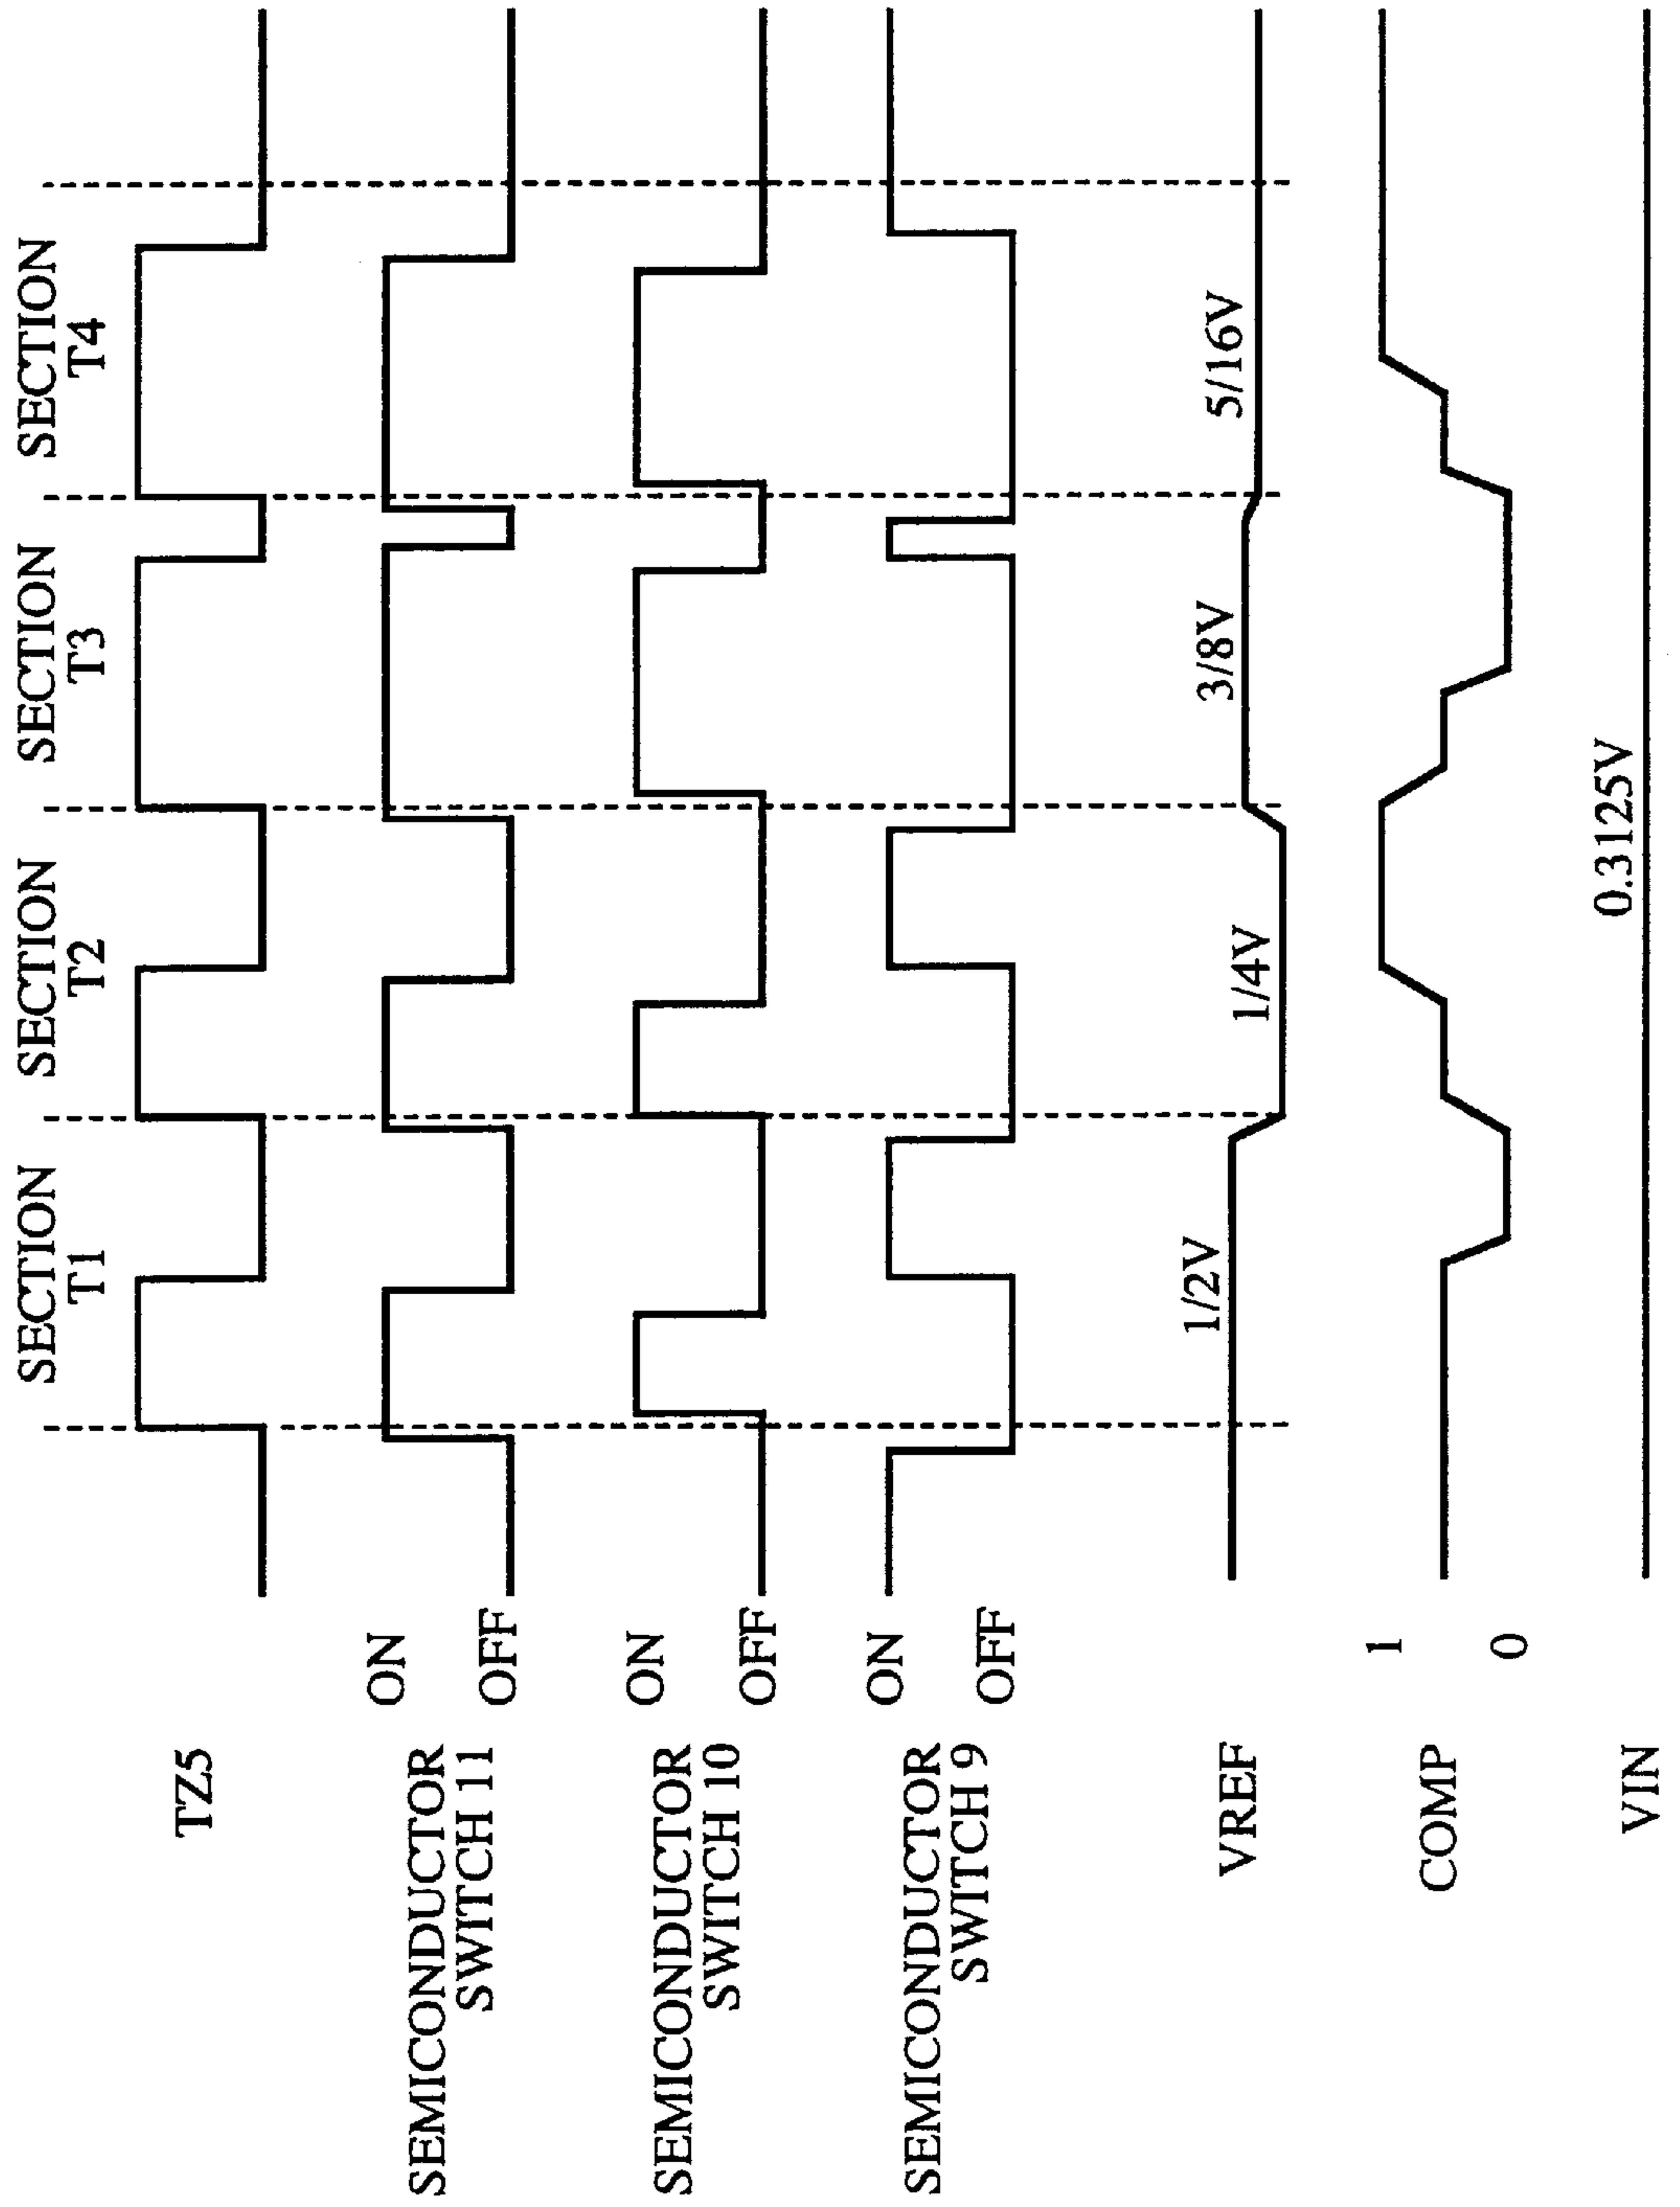 SECTION
T1
SECTION
T2
SECTION
T3
SECTION
T4
TZ5
SEMICONDUCTOR
SWITCH 11
ON
OFF
SEMICONDUCTOR
SWITCH 10
ON
OFF
SEMICONDUCTOR
SWITCH 9
ON
OFF
VREF
1/2V
1/4V
3/8V
5/16V
COMP
1
0
VIN
0.3125V